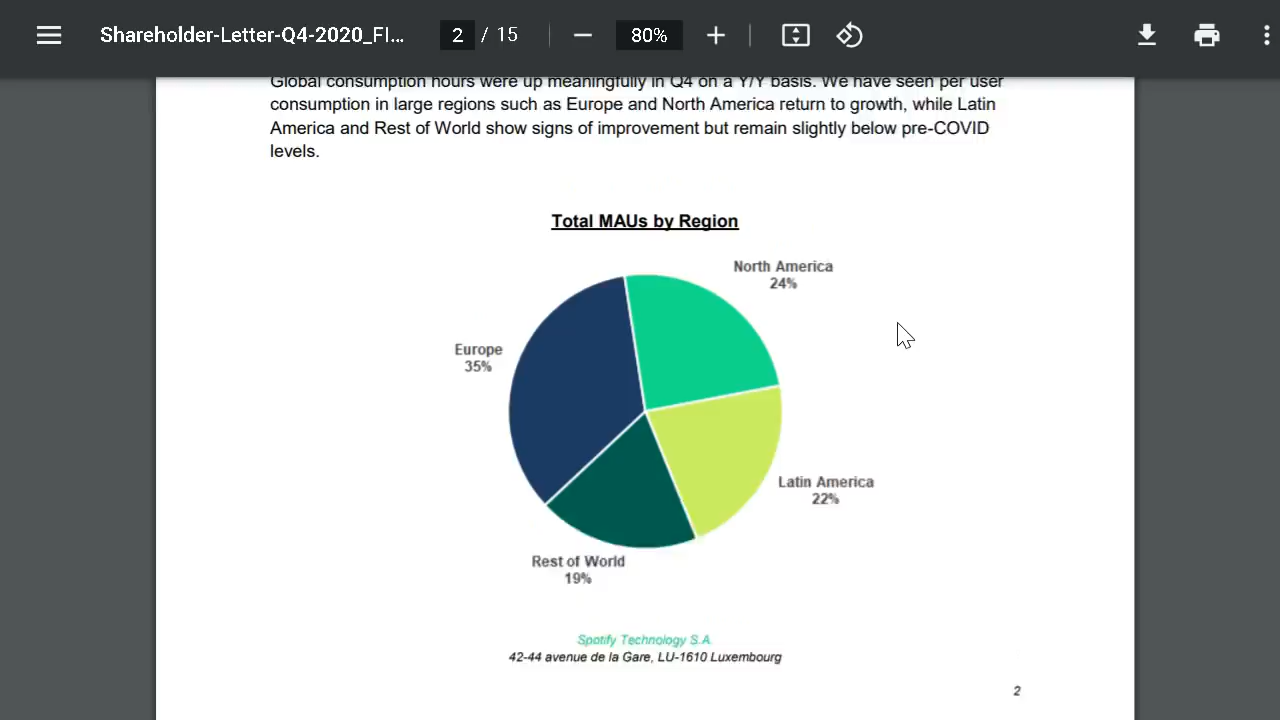 Shareholder-Letter-Q4-2020_FI... 2 / 15 80%
Global consumption hours were up meaningfully in Q4 on a Y/Y basis. We have seen per user
consumption in large regions such as Europe and North America return to growth, while Latin
America and Rest of World show signs of improvement but remain slightly below pre-COVID
levels.
Total MAUs by Region
North America
24%
Europe
35%
Latin America
22%
Rest of World
19%
Spotify Technology S.A
42-44 avenue de la Gare, LU-1610 Luxembourg
2